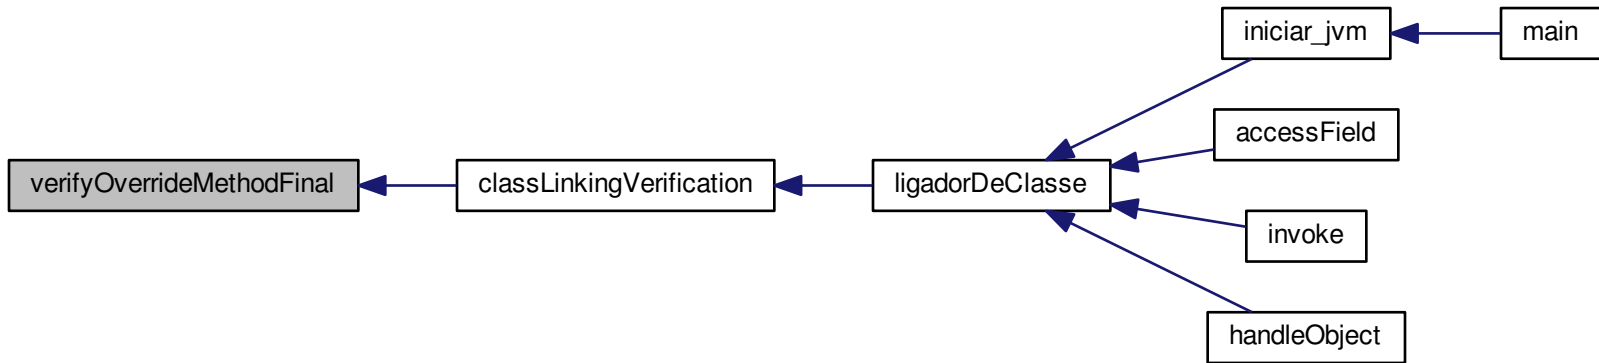 iniciar_jvm
main
accessField
verifyOverrideMethodFinal
classLinkingVerification
ligadorDeClasse
invoke
handleObject